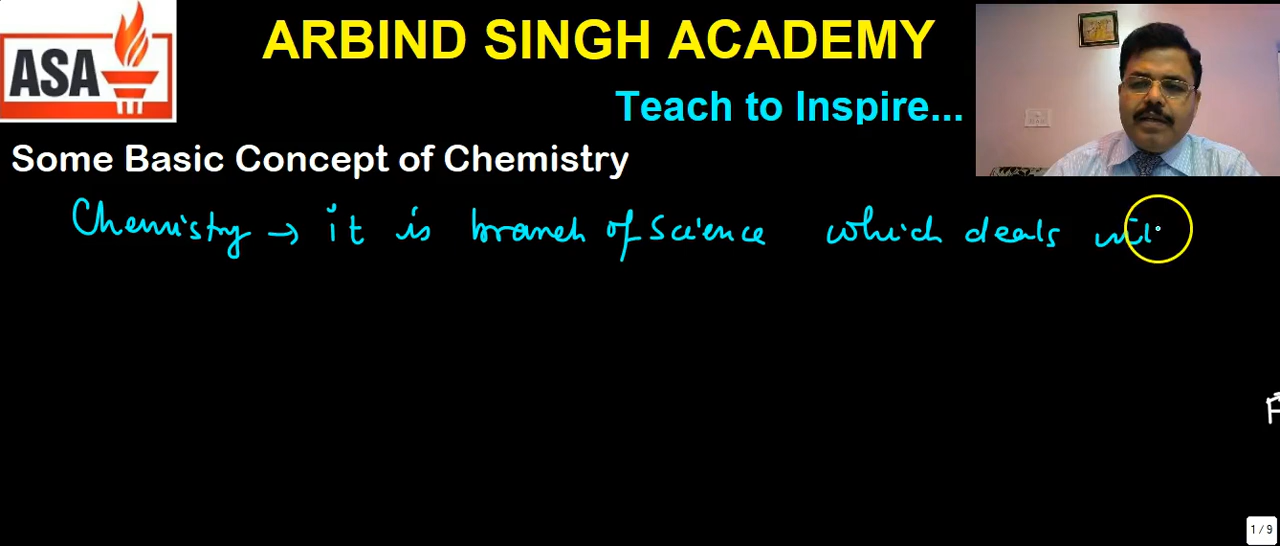 ASA
ARBIND SINGH ACADEMY
Teach to Inspire...
Some Basic Concept of Chemistry
Chemistry → it is branch of science which deals wit
1 / 9